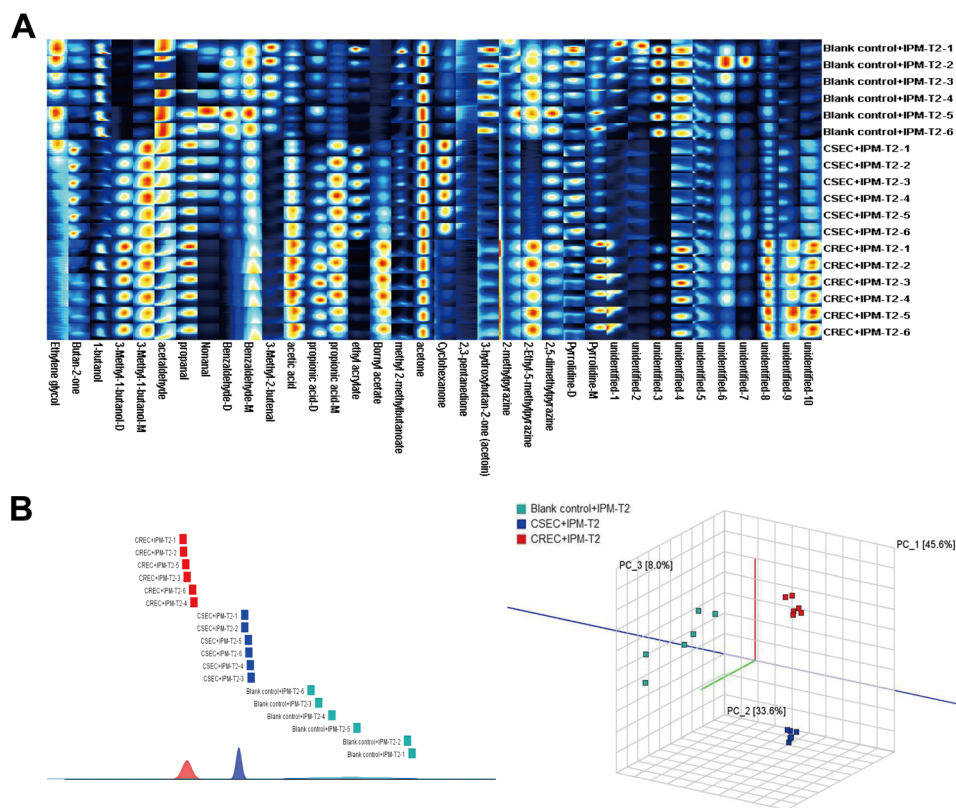 A
Blank control+IPM-T2-1
Blank control+IPM-T2-2
Blank control+IPM-T2-3
Blank control+IPM-T2-4
Blank control+IPM-T2-5
Blank control+IPM-T2-6
CSEC+IPM-T2-1
CSEC+IPM-T2-2
CSEC+IPM-T2-3
CSEC+IPM-T2-4
CSEC+IPM-T2-5
CSEC+IPM-T2-6
CREC+IPM-T2-1
CREC+IPM-T2-2
CREC+IPM-T2-3
CREC+IPM-T2-4
CREC+IPM-T2-5
CREC+IPM-T2-6
Ethylene glycol
Butan-2-one
1-butanol
3-Methyl-1-butanol-D
3-Methyl-1-butanol-M
acetaldehyde
propanal
Nonanal
Benzaldehyde-D
Benzaldehyde-M
3-Methyl-2-butenal
acetic acid
propionic acid-D
propionic acid-M
ethyl acrylate
Bornyl acetate
methyl 2-methylbutanoate
acetone
Cyclohexanone
2,3-pentanedione
3-hydroxybutan-2-one (acetoin)
2-methylpyrazine
2-Ethyl-5-methylpyrazine
2,5-dimethylpyrazine
Pyrrolidine-D
Pyrrolidine-M
unidentified-1
unidentified-2
unidentified-3
unidentified-4
unidentified-5
unidentified-6
unidentified-7
unidentified-8
unidentified-9
unidentified-10
B
CREC+IPM-T2-1
CREC+IPM-T2-2
CREC+IPM-T2-5
CREC+IPM-T2-3
CREC+IPM-T2-6
CREC+IPM-T2-4
CSEC+IPM-T2-1
CSEC+IPM-T2-2
CSEC+IPM-T2-5
CSEC+IPM-T2-6
CSEC+IPM-T2-4
CSEC+IPM-T2-3
Blank control+IPM-T2-6
Blank control+IPM-T2-3
Blank control+IPM-T2-4
Blank control+IPM-T2-5
Blank control+IPM-T2-2
Blank control+IPM-T2-1
Blank control+IPM-T2
CSEC+IPM-T2
CREC+IPM-T2
PC_1 [45.6%]
PC_3 [8.0%]
PC_2 [33.6%]